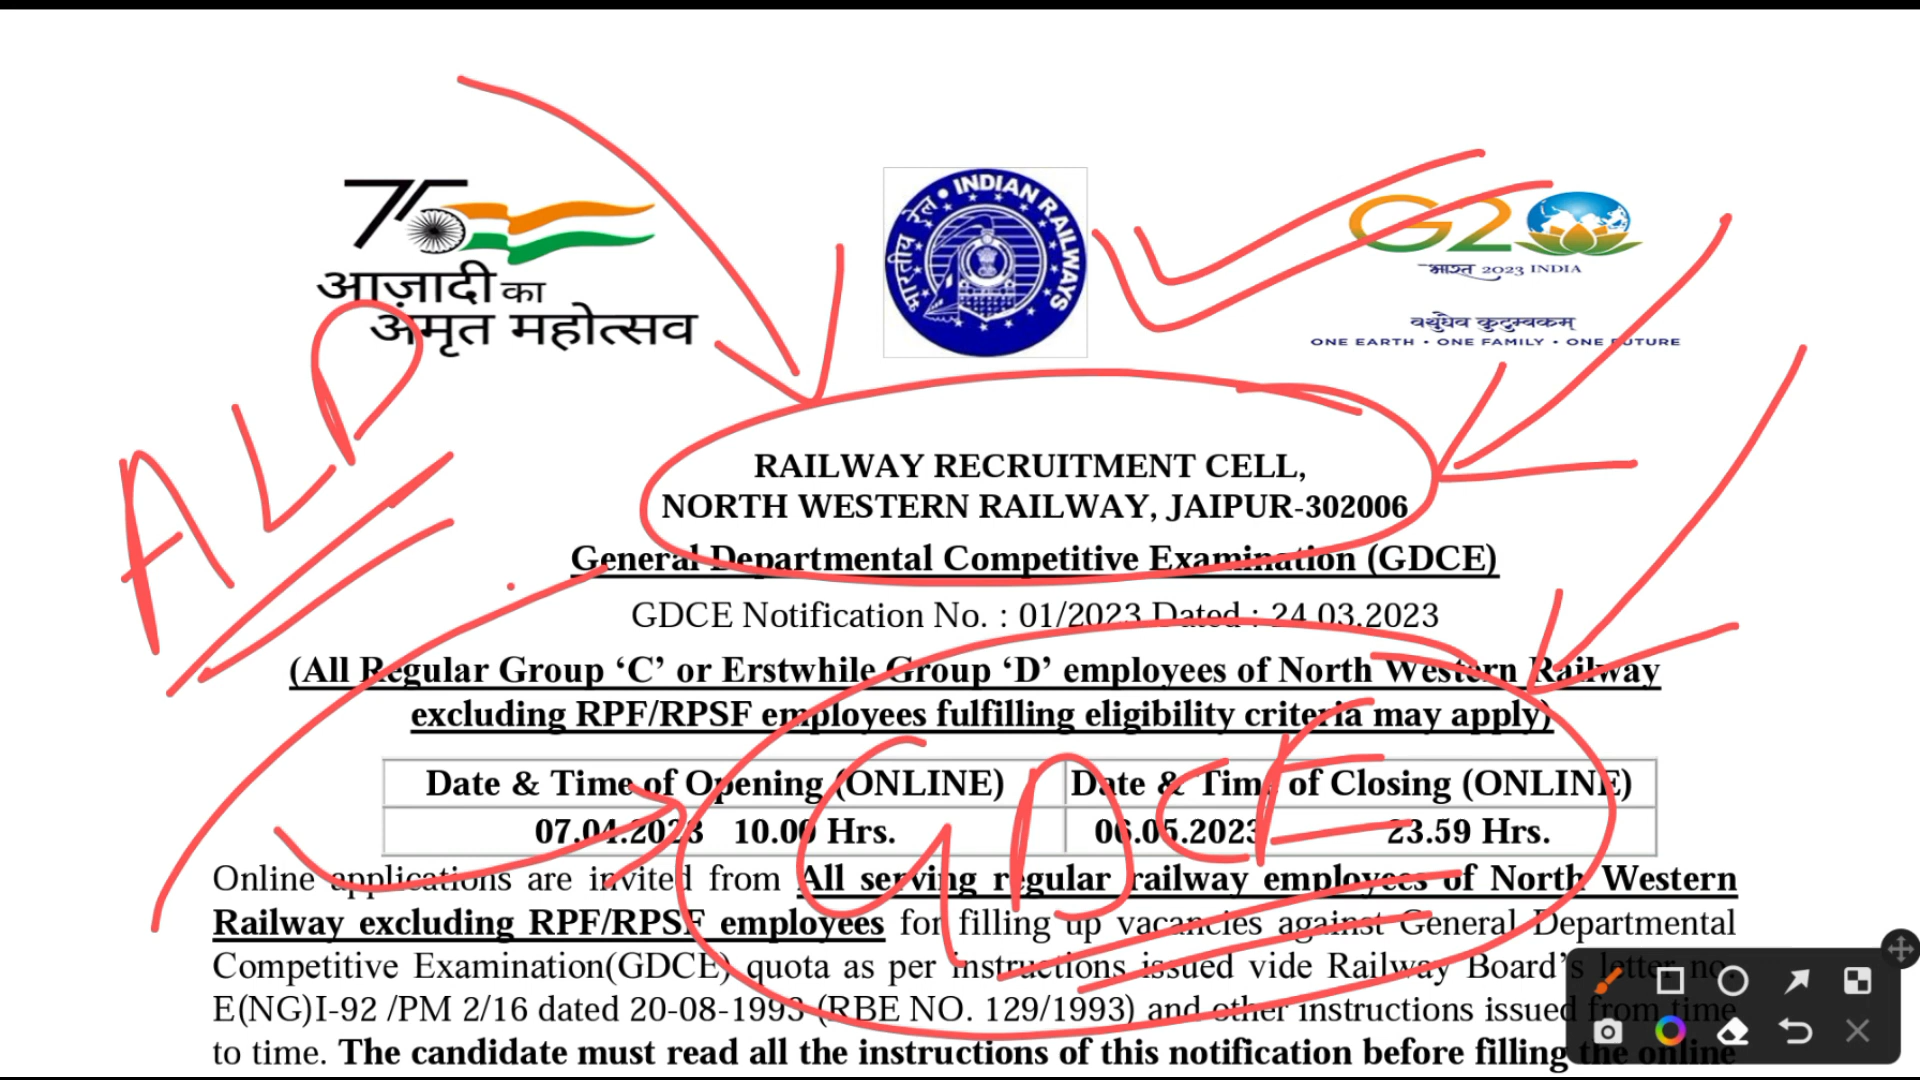 75
आज़ादी का
अमृत महोत्सव
भारतीय रेल • INDIAN RAILWAYS
G20
भारत 2023 INDIA
वसुधैव कुटुम्बकम्
ONE EARTH • ONE FAMILY • ONE FUTURE
ALP
RAILWAY RECRUITMENT CELL,
NORTH WESTERN RAILWAY, JAIPUR-302006
General Departmental Competitive Examination (GDCE)
GDCE Notification No. : 01/2023 Dated : 24.03.2023
(All Regular Group ‘C’ or Erstwhile Group ‘D’ employees of North Western Railway
excluding RPF/RPSF employees fulfilling eligibility criteria may apply)
Date & Time of Opening (ONLINE) Date & Time of Closing (ONLINE)
07.04.2023 10.00 Hrs. 06.05.2023 23.59 Hrs.
GDCE
Online applications are invited from All serving regular railway employees of North Western
Railway excluding RPF/RPSF employees for filling up vacancies against General Departmental
Competitive Examination(GDCE) quota as per instructions issued vide Railway Board’s letter no.
E(NG)I-92 /PM 2/16 dated 20-08-1993 (RBE NO. 129/1993) and other instructions issued from time
to time. The candidate must read all the instructions of this notification before filling the online